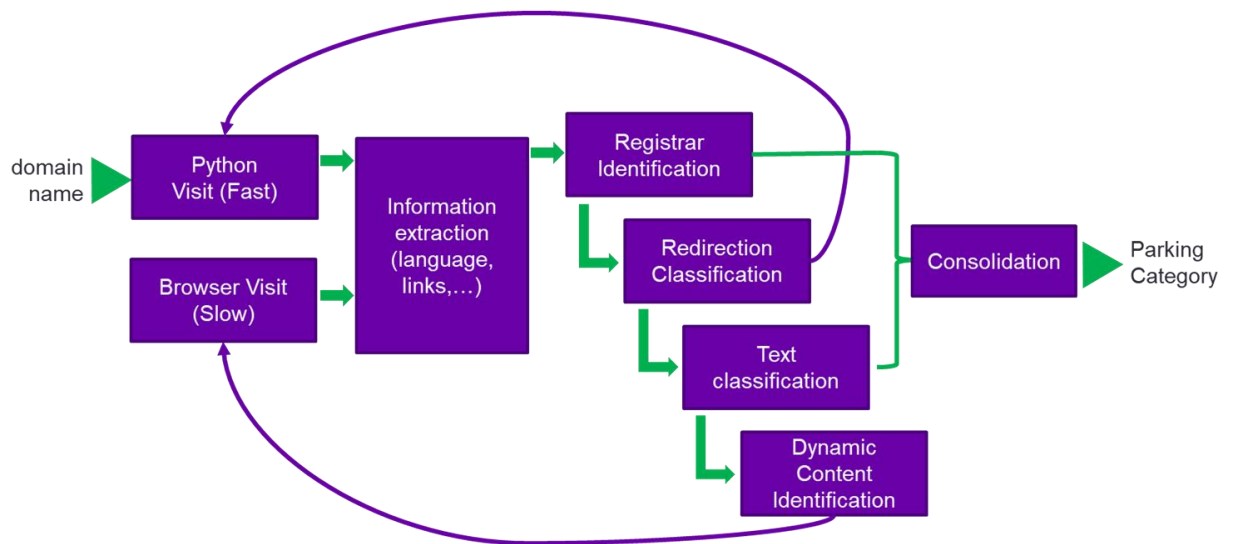 domain
name
Python
Visit (Fast)
Browser Visit
(Slow)
Information
extraction
(language,
links,…)
Registrar
Identification
Redirection
Classification
Text
classification
Dynamic
Content
Identification
Consolidation
Parking
Category